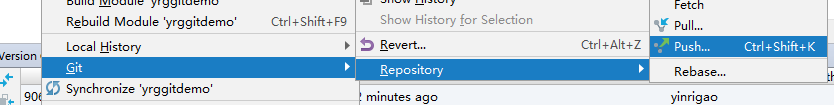 Build Module 'yrggitdemo'
Rebuild Module 'yrggitdemo' Ctrl+Shift+F9
Local History
Git
Synchronize 'yrggitdemo'
Show History
Show History for Selection
Revert... Ctrl+Alt+Z
Repository
Fetch
Pull...
Push... Ctrl+Shift+K
Rebase...
Version C
906
minutes ago
yinrigao